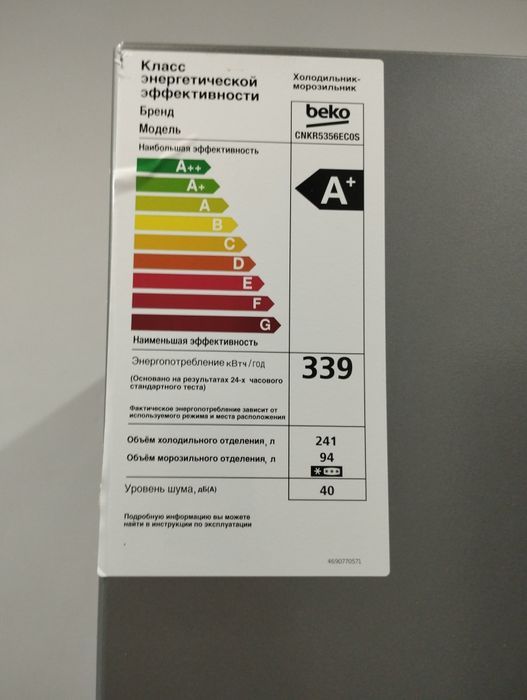 Класс
энергетической
эффективности
Холодильник-
морозильник
Бренд
beko
Модель
CNKR5356EC0S
Наибольшая эффективность
A++
A+
A
B
C
D
E
F
G
A+
Наименьшая эффективность
Энергопотребление кВтч/год
339
(Основано на результатах 24-х часового
стандартного теста)
Фактическое энергопотребление зависит от
используемого режима и места расположения
Объём холодильного отделения, л 241
Объём морозильного отделения, л 94
Уровень шума, дБ(А) 40
Подробную информацию вы можете
найти в инструкции по эксплуатации
4690770571